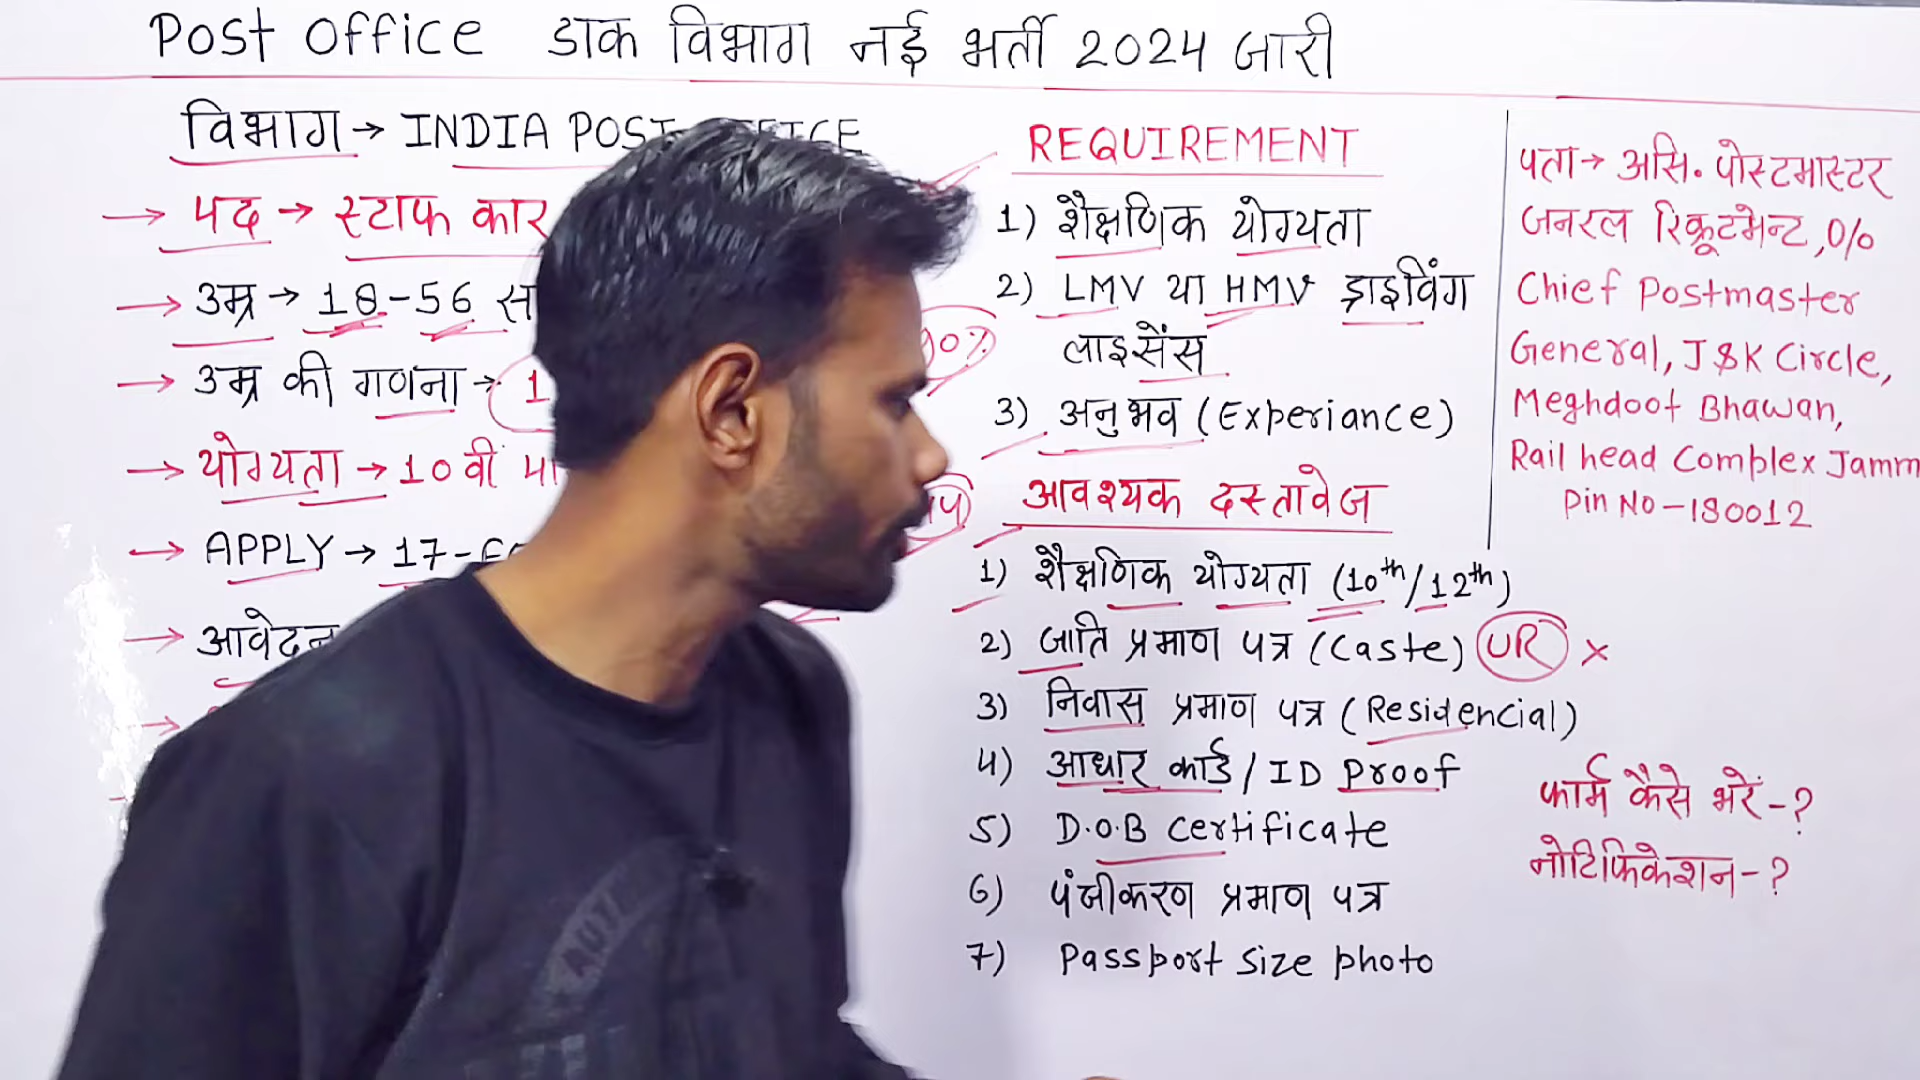 Post Office डाक विभाग नई भर्ती 2024 जारी
विभाग → INDIA POST
→ पद → स्टाफ कार
→ उम्र → 18-56
→ उम्र की गणना → 1
→ योग्यता → 10वीं
→ APPLY → 17-
→ आवेदन
REQUIREMENT
1) शैक्षणिक योग्यता
2) LMV या HMV ड्राइविंग
लाइसेंस
3) अनुभव (Experiance)
आवश्यक दस्तावेज
1) शैक्षणिक योग्यता (10th/12th)
2) जाति प्रमाण पत्र (Caste) UR ×
3) निवास प्रमाण पत्र (Residencial)
4) आधार कार्ड / ID Proof
5) D.O.B Certificate
6) पंजीकरण प्रमाण पत्र
7) Passport Size photo
पता → असि. पोस्टमास्टर
जनरल रिक्रूटमेन्ट, O/o
Chief Postmaster
General, J&K Circle,
Meghdoot Bhawan,
Rail head Complex Jamm
Pin No - 180012
फार्म कैसे भरें - ?
नोटिफिकेशन - ?